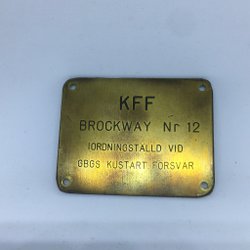 KFF
BROCKWAY Nr 12
IORDNINGSTÄLLD VID
GBGS KUSTART FÖRSVAR